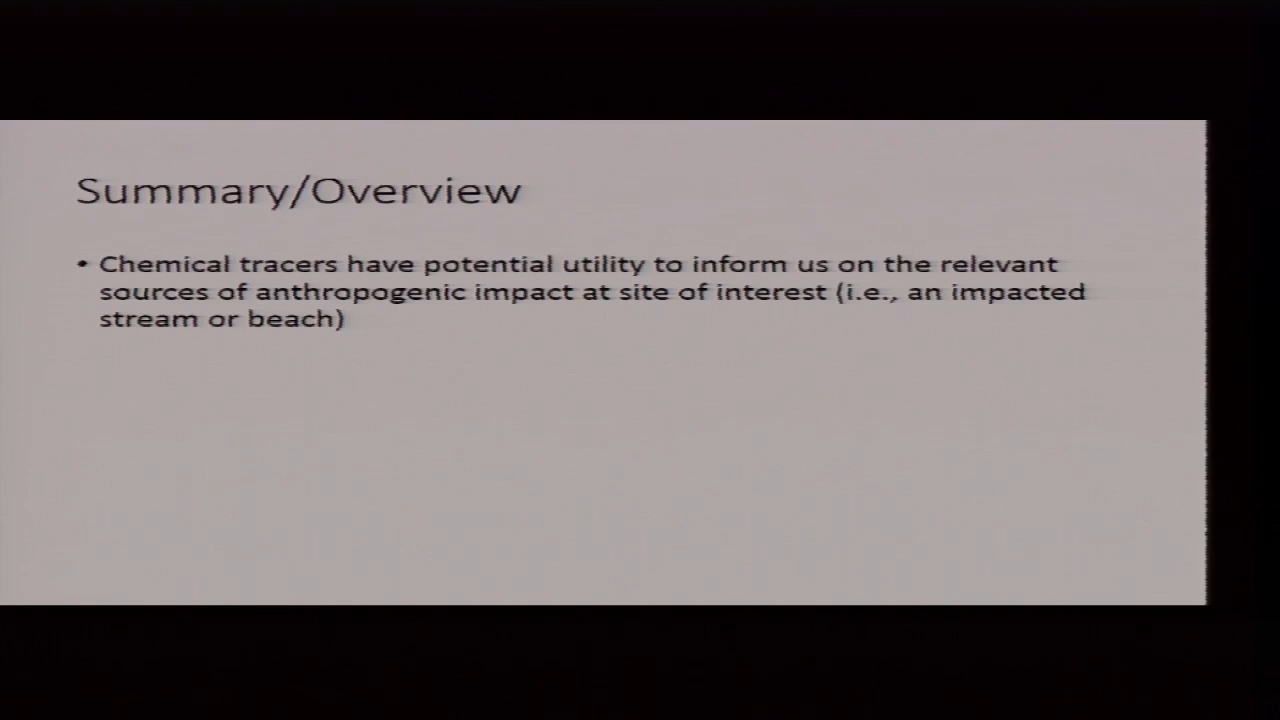 Summary/Overview
• Chemical tracers have potential utility to inform us on the relevant
sources of anthropogenic impact at site of interest (i.e., an impacted
stream or beach)